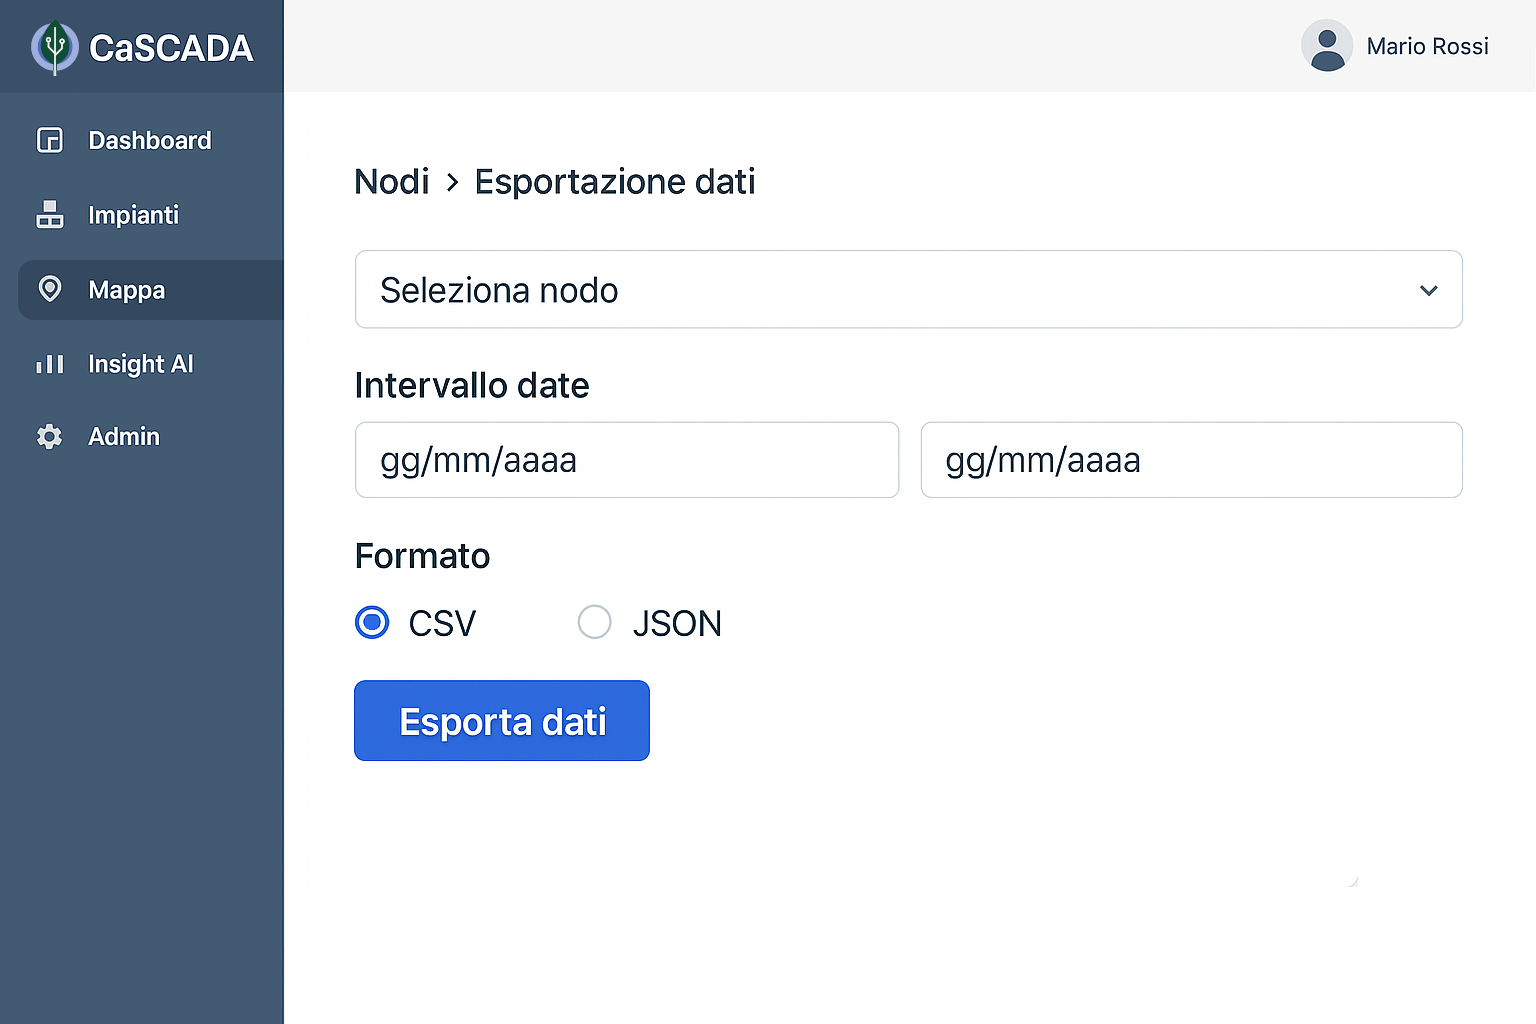 CaSCADA
Mario Rossi
Dashboard
Impianti
Mappa
Insight AI
Admin
Nodi > Esportazione dati
Seleziona nodo
Intervallo date
gg/mm/aaaa gg/mm/aaaa
Formato
CSV JSON
Esporta dati